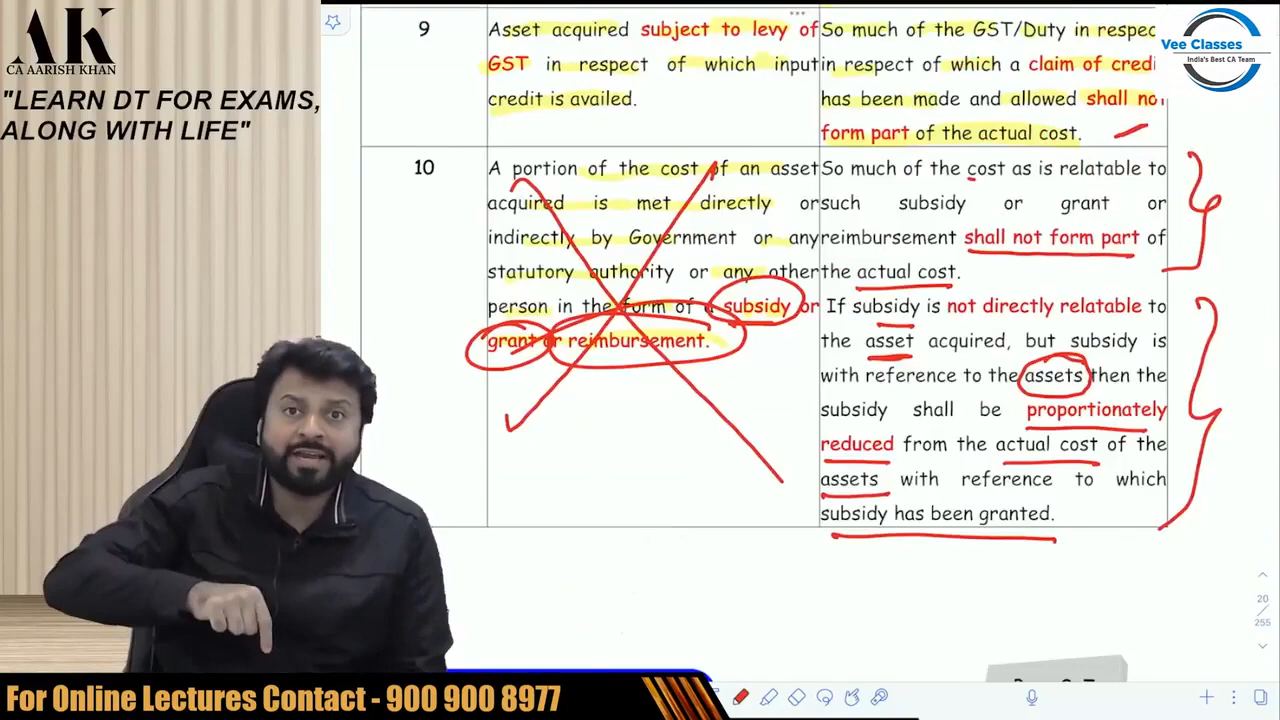 AK
CA AARISH KHAN
"LEARN DT FOR EXAMS,
ALONG WITH LIFE"
Vee Classes
India's Best CA Team
9
Asset acquired subject to levy of
GST in respect of which input
credit is availed.
So much of the GST/Duty in respec
in respect of which a claim of credi
has been made and allowed shall not
form part of the actual cost.
10
A portion of the cost of an asset
acquired is met directly or
indirectly by Government or any
statutory authority or any other
person in the form of a subsidy or
grant or reimbursement.
So much of the cost as is relatable to
such subsidy or grant or
reimbursement shall not form part of
the actual cost.
If subsidy is not directly relatable to
the asset acquired, but subsidy is
with reference to the assets then the
subsidy shall be proportionately
reduced from the actual cost of the
assets with reference to which
subsidy has been granted.
20
255
For Online Lectures Contact - 900 900 8977